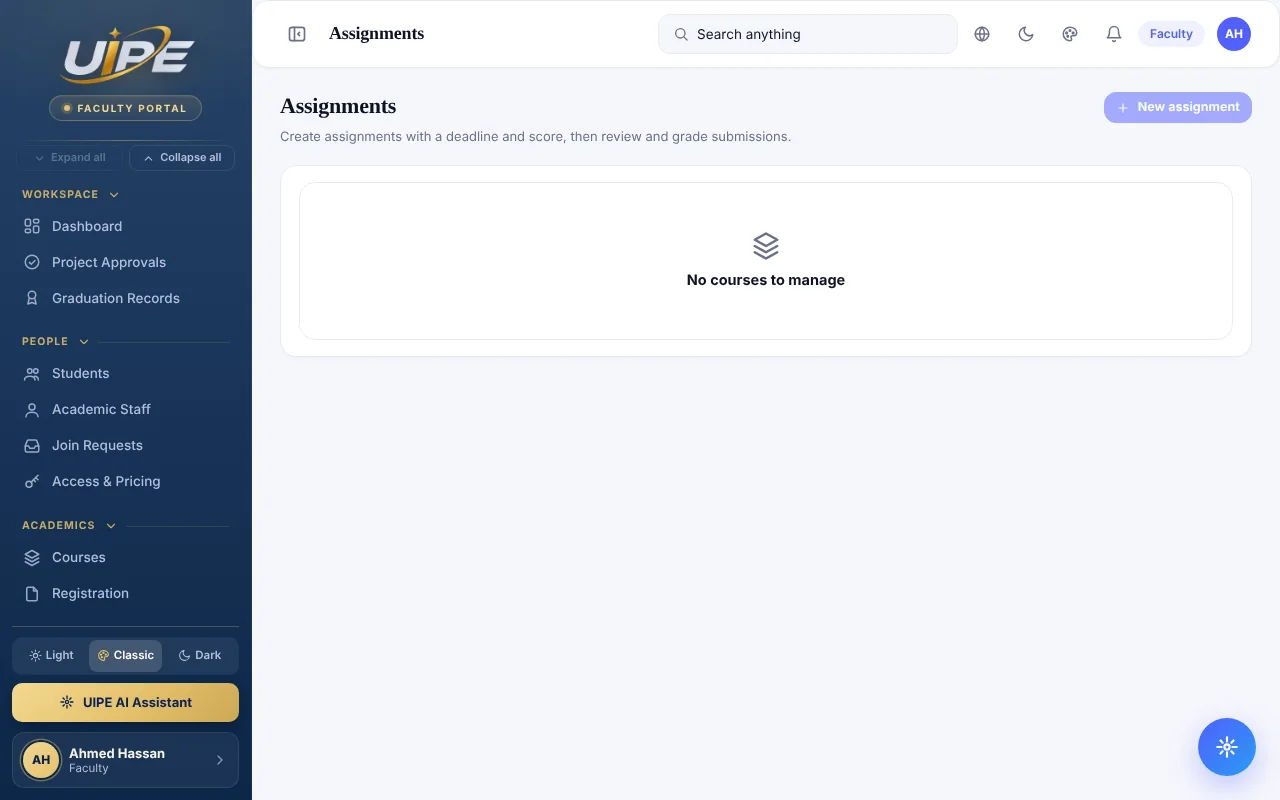 UIPE
FACULTY PORTAL
Expand all
Collapse all
WORKSPACE
Dashboard
Project Approvals
Graduation Records
PEOPLE
Students
Academic Staff
Join Requests
Access & Pricing
ACADEMICS
Courses
Registration
Light
Classic
Dark
UIPE AI Assistant
AH
Ahmed Hassan
Faculty
Assignments
Search anything
Faculty
AH
Assignments
New assignment
Create assignments with a deadline and score, then review and grade submissions.
No courses to manage